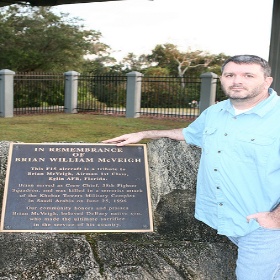 IN REMEMBRANCE
OF
BRIAN WILLIAM McVEIGH
This F15 aircraft is a tribute to
Brian McVeigh, Airman 1st Class,
Eglin AFB, Florida.
Brian served as Crew Chief, 33th Fighter
Squadron, and was killed in a terrorist attack
of the Khobar Towers Military Complex
in Saudi Arabia on June 25, 1996.
Our community honors and praises
Brian McVeigh, beloved DeBary native son,
who made the ultimate sacrifice
in the service of his country.